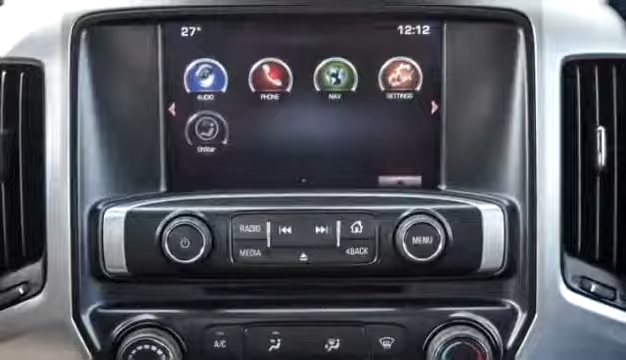 27°
12:12
AUDIO
PHONE
NAV
SETTINGS
OnStar
RADIO
MEDIA
<BACK
MENU
A/C